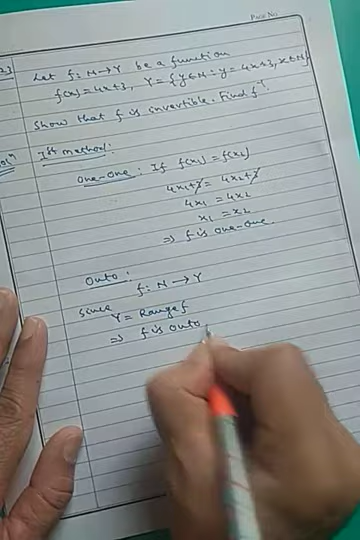 PAGE NO
23
Let f: N → Y be a function
f(x) = 4x+3, Y = {y∈N : y = 4x+3, x∈N}
Show that f is invertible. Find f⁻¹.
Iˢᵗ method:
one-one: If f(x₁) = f(x₂)
4x₁+3 = 4x₂+3
4x₁ = 4x₂
x₁ = x₂
⇒ f is one-one.
Onto:
f: N → Y
Since
Y = Range f
⇒ f is onto